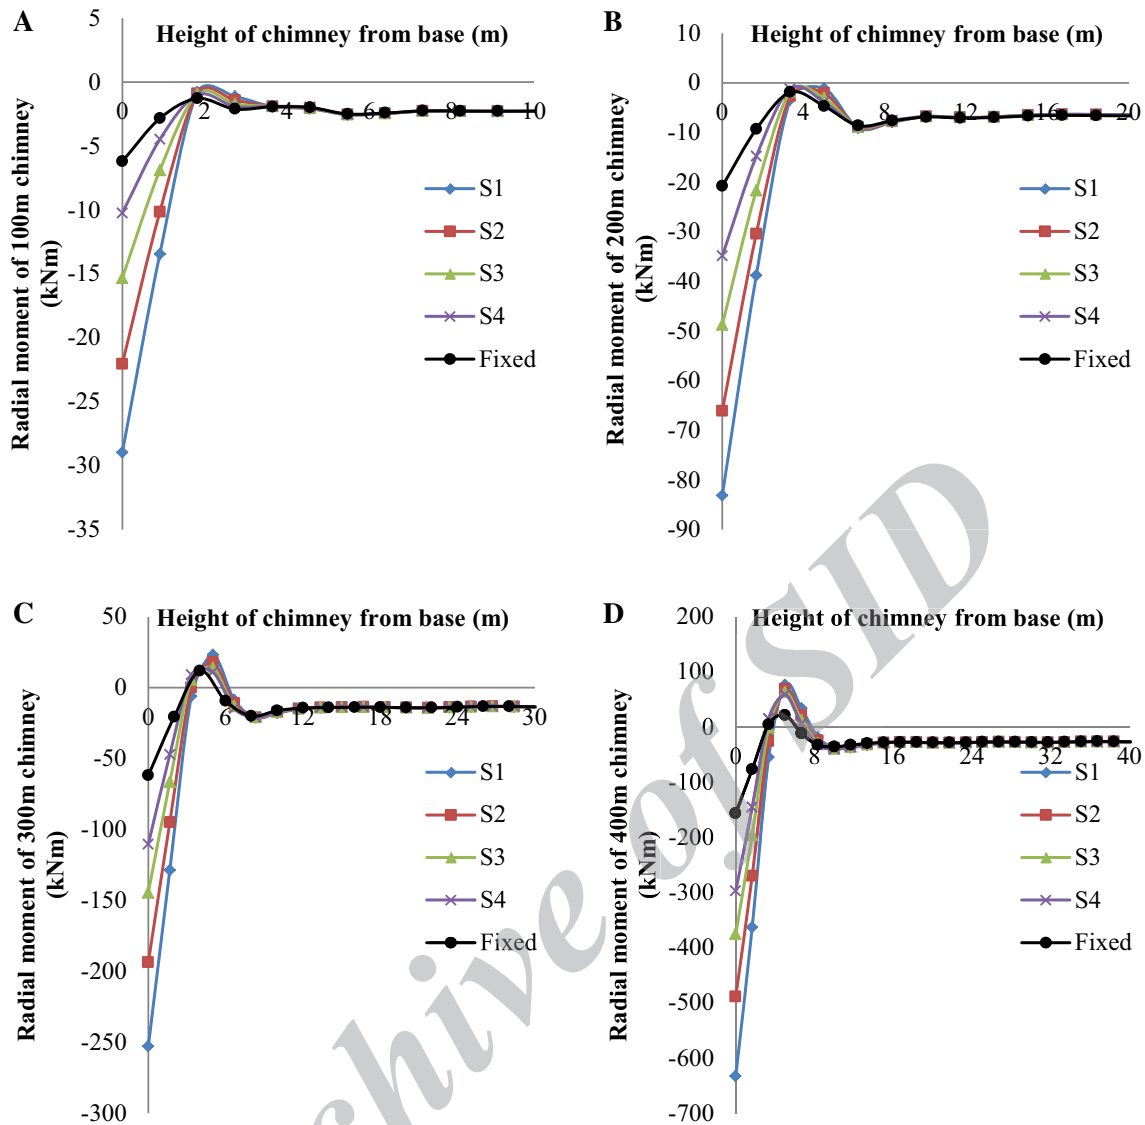 A
Height of chimney from base (m)
Radial moment of 100m chimney
(kNm)
5
0
-5
-10
-15
-20
-25
-30
-35
0
2
4
6
8
10
S1
S2
S3
S4
Fixed
B
Height of chimney from base (m)
Radial moment of 200m chimney
(kNm)
10
0
-10
-20
-30
-40
-50
-60
-70
-80
-90
0
4
8
12
16
20
S1
S2
S3
S4
Fixed
C
Height of chimney from base (m)
Radial moment of 300m chimney
(kNm)
50
0
-50
-100
-150
-200
-250
-300
0
6
12
18
24
30
S1
S2
S3
S4
Fixed
D
Height of chimney from base (m)
Radial moment of 400m chimney
(kNm)
200
100
0
-100
-200
-300
-400
-500
-600
-700
0
8
16
24
32
40
S1
S2
S3
S4
Fixed
of SID